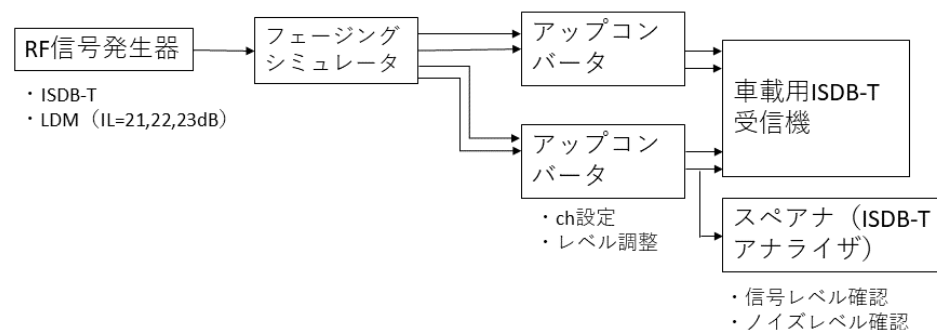 RF信号発生器
・ISDB-T
・LDM（IL=21,22,23dB）
フェージング
シミュレータ
アップコン
バータ
アップコン
バータ
・ch設定
・レベル調整
車載用ISDB-T
受信機
スペアナ（ISDB-T
アナライザ）
・信号レベル確認
・ノイズレベル確認